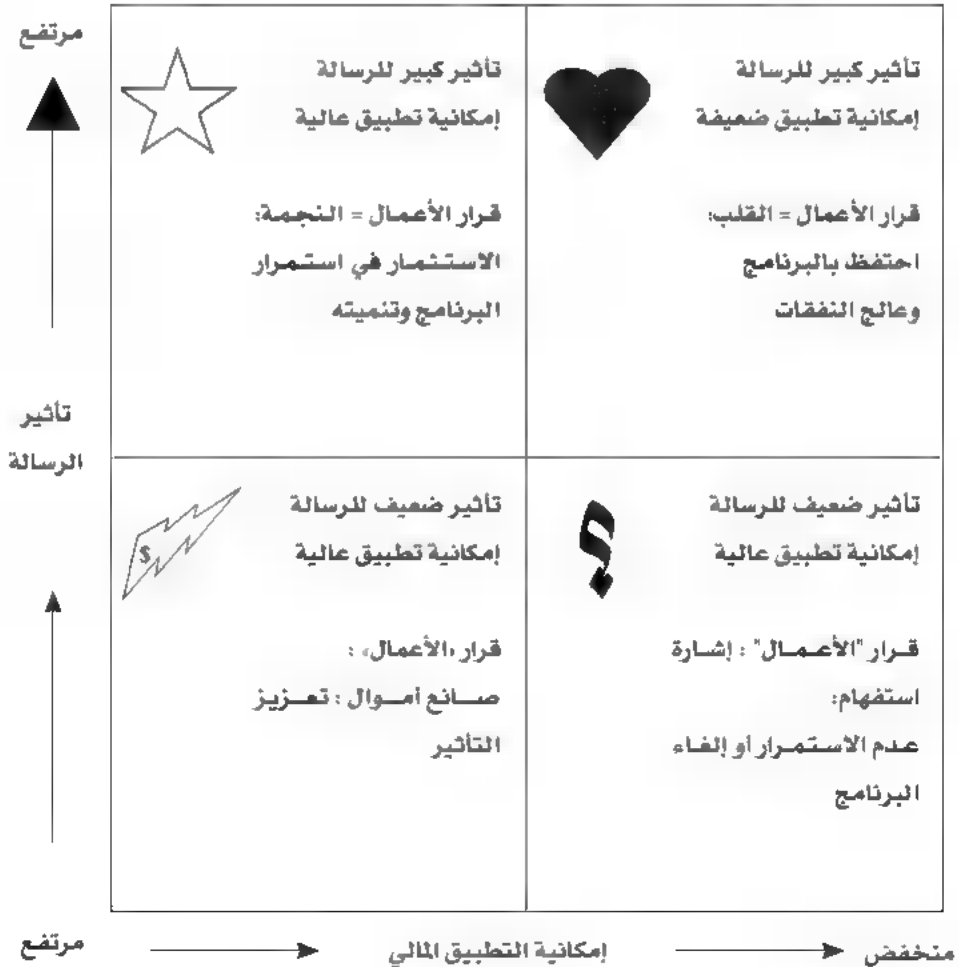 مرتفع
تأثير كبير للرسالة
إمكانية تطبيق ضعيفة
قرار الأعمال = القلب:
احتفظ بالبرنامج
وعالج النفقات
تأثير كبير للرسالة
إمكانية تطبيق عالية
قرار الأعمال = النجمة:
الاستثمار في استمرار
البرنامج وتنميته
تأثير
الرسالة
تأثير ضعيف للرسالة
إمكانية تطبيق عالية
قرار "الأعمال" : إشارة
استفهام:
عدم الاستمرار أو إلغاء
البرنامج
تأثير ضعيف للرسالة
إمكانية تطبيق عالية
$
قرار «الأعمال» :
صانع أموال : تعزيز
التأثير
منخفض
إمكانية التطبيق المالي
مرتفع